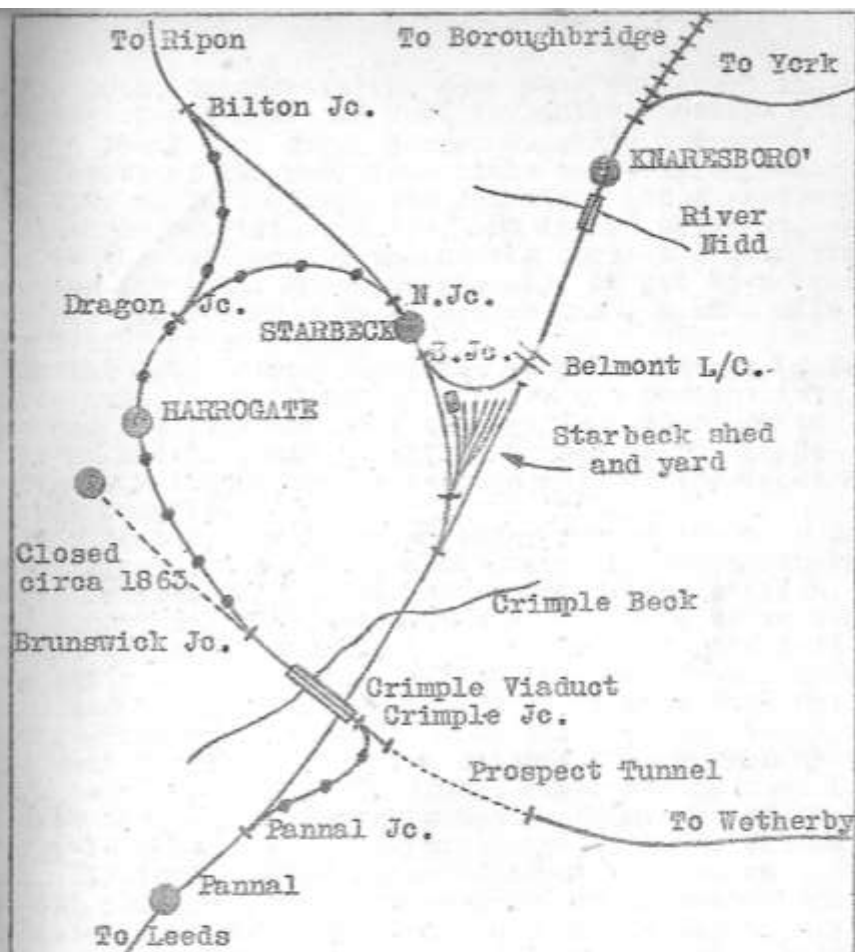 To Ripon
To Boroughbridge
To York
Bilton Jc.
KNARESBORO'
River
Nidd
Dragon Jc.
N.Jc.
STARBECK
Jc.
Belmont L/C.
HARROGATE
Starbeck shed
and yard
Closed
circa 1863
Crimple Beck
Brunswick Jc.
Crimple Viaduct
Crimple Jc.
Prospect Tunnel
Pannal Jc.
To Wetherby
Pannal
To Leeds